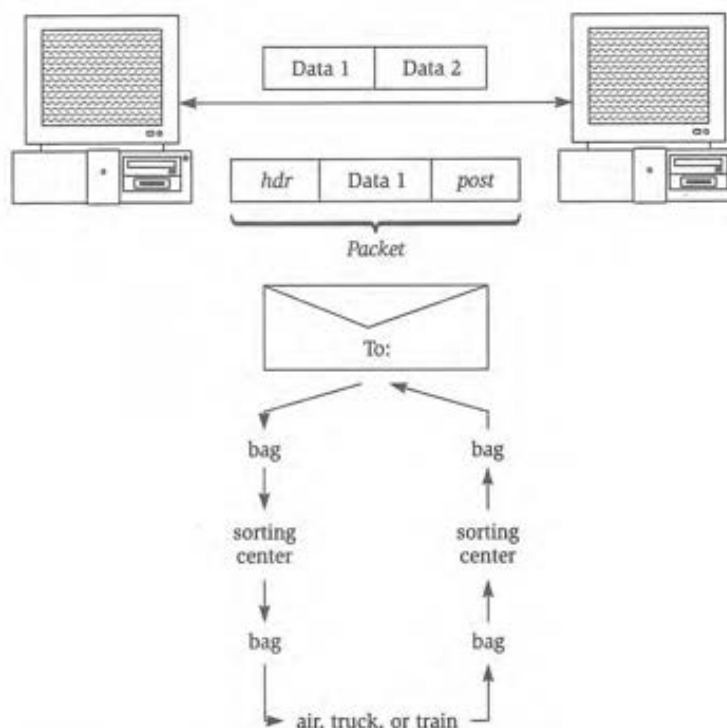 Data 1 Data 2
hdr Data 1 post
Packet
To:
bag bag
sorting sorting
center center
bag bag
air, truck, or train